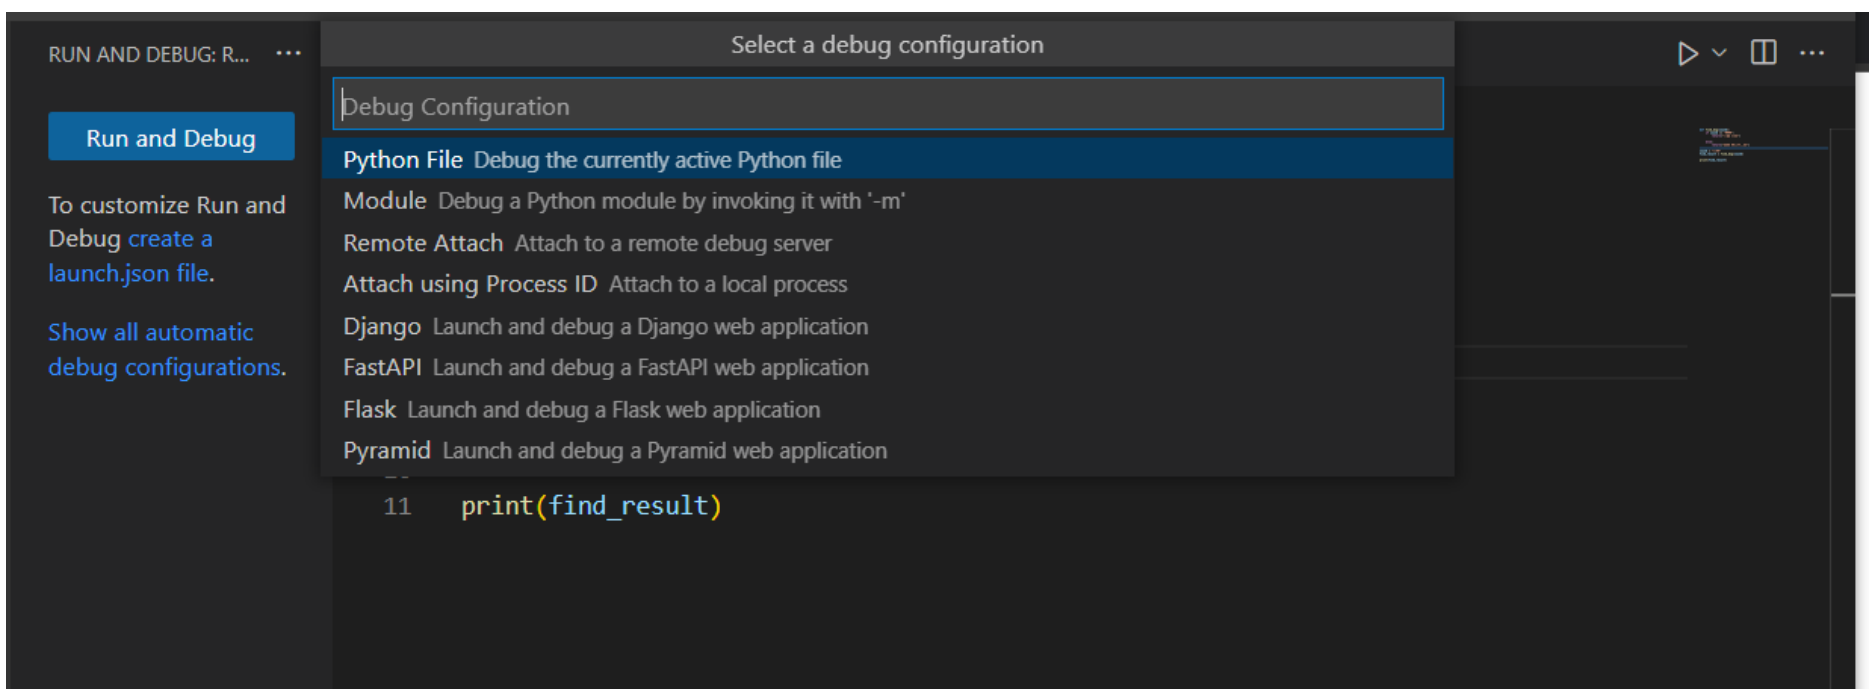 RUN AND DEBUG: R... ...
Select a debug configuration
Debug Configuration
Run and Debug
Python File Debug the currently active Python file
Module Debug a Python module by invoking it with '-m'
To customize Run and
Debug create a
launch.json file.
Remote Attach Attach to a remote debug server
Attach using Process ID Attach to a local process
Django Launch and debug a Django web application
Show all automatic
debug configurations.
FastAPI Launch and debug a FastAPI web application
Flask Launch and debug a Flask web application
Pyramid Launch and debug a Pyramid web application
11 print(find_result)